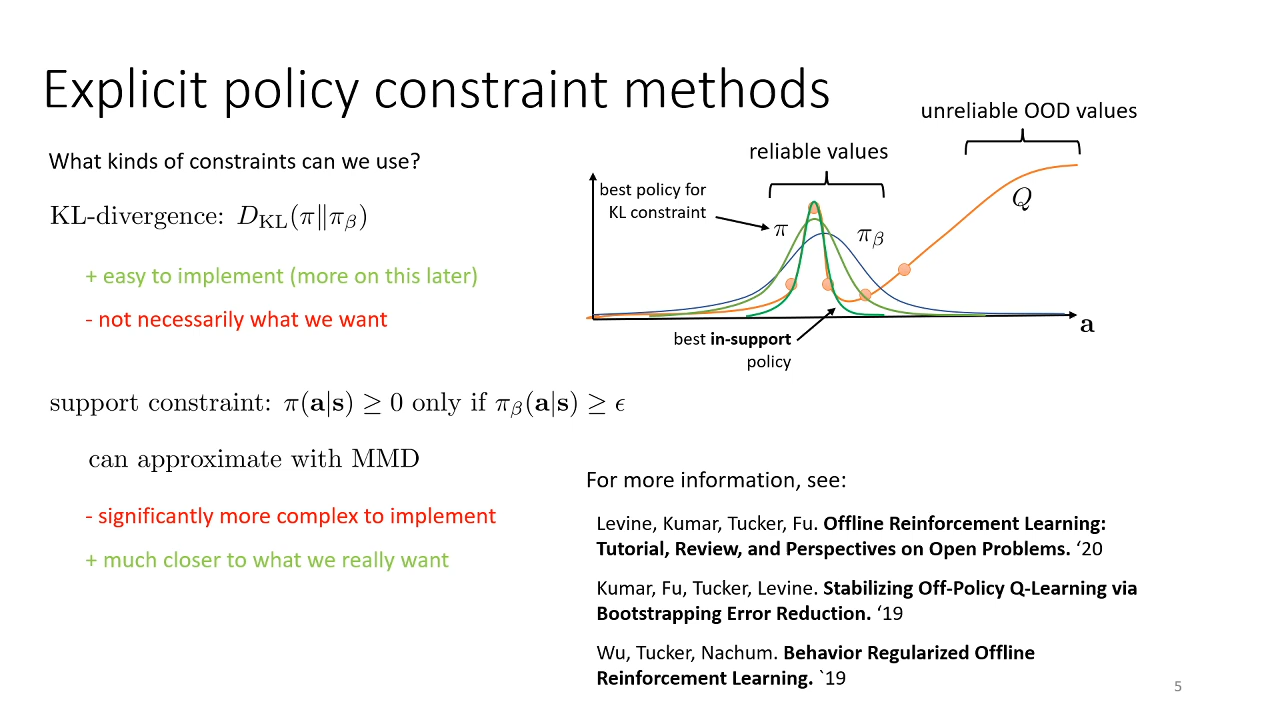 Explicit policy constraint methods
What kinds of constraints can we use?
KL-divergence: D_KL(π‖π_β)
+ easy to implement (more on this later)
- not necessarily what we want
support constraint: π(a|s) ≥ 0 only if π_β(a|s) ≥ ϵ
can approximate with MMD
- significantly more complex to implement
+ much closer to what we really want
unreliable OOD values
reliable values
best policy for
KL constraint
π
π_β
Q
a
best in-support
policy
For more information, see:
Levine, Kumar, Tucker, Fu. Offline Reinforcement Learning:
Tutorial, Review, and Perspectives on Open Problems. ‘20
Kumar, Fu, Tucker, Levine. Stabilizing Off-Policy Q-Learning via
Bootstrapping Error Reduction. ‘19
Wu, Tucker, Nachum. Behavior Regularized Offline
Reinforcement Learning. `19
5